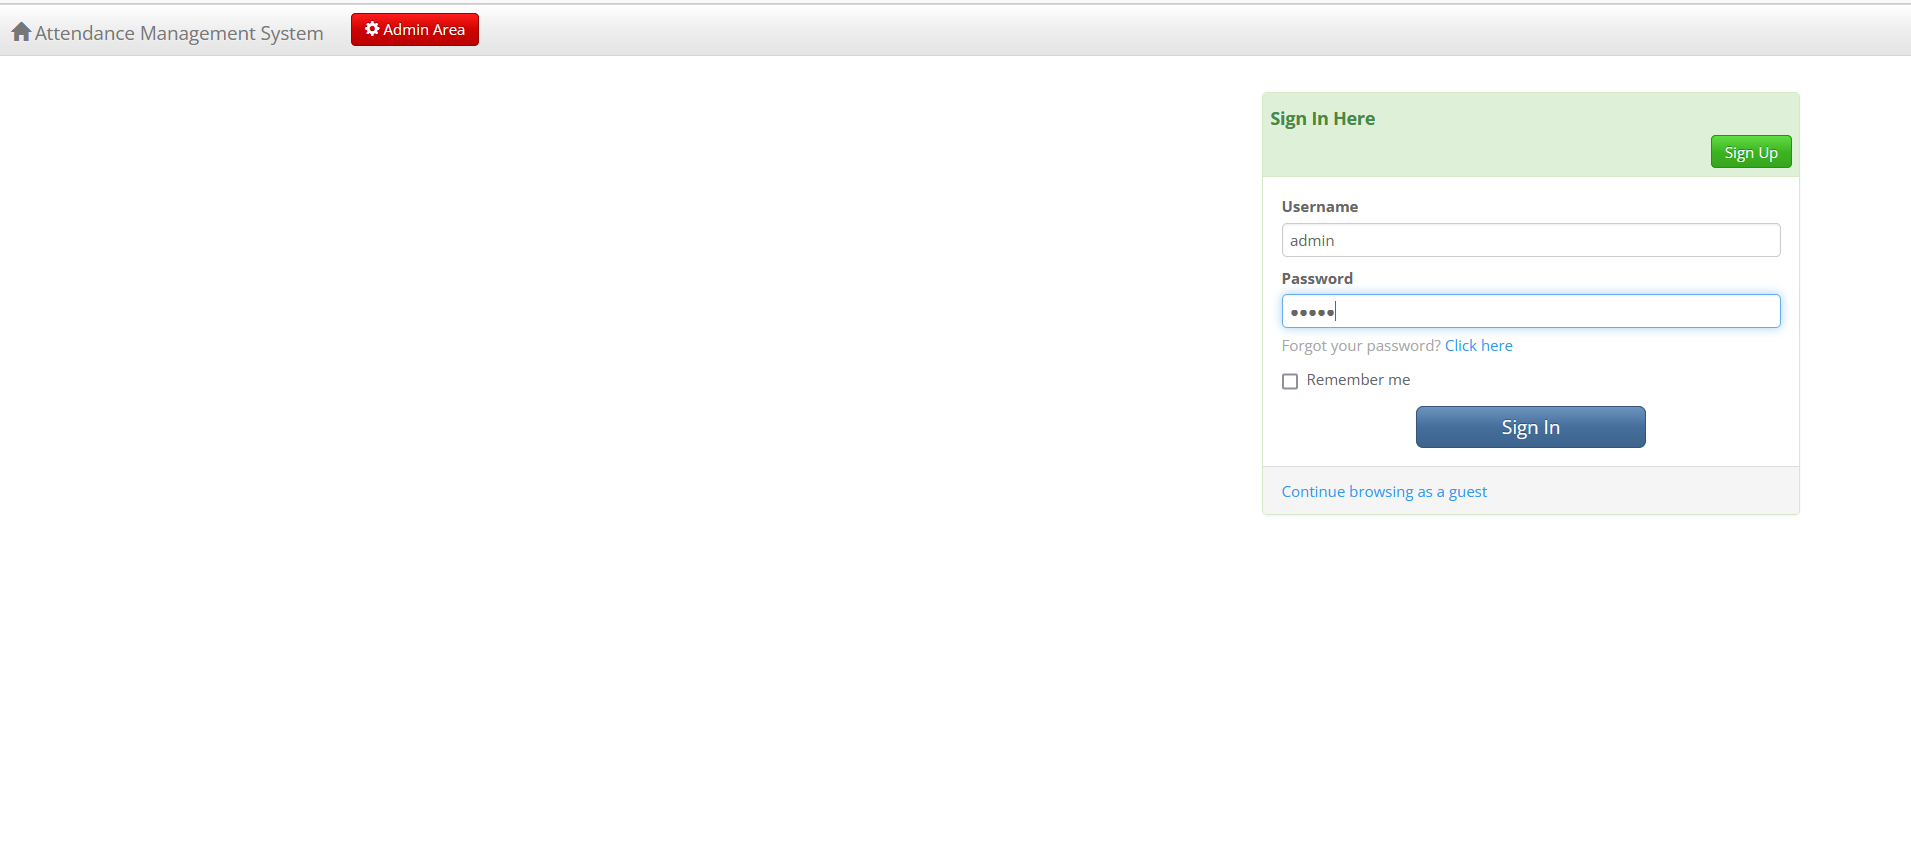 Attendance Management System Admin Area
Sign In Here
Sign Up
Username
admin
Password
•••••
Forgot your password? Click here
Remember me
Sign In
Continue browsing as a guest